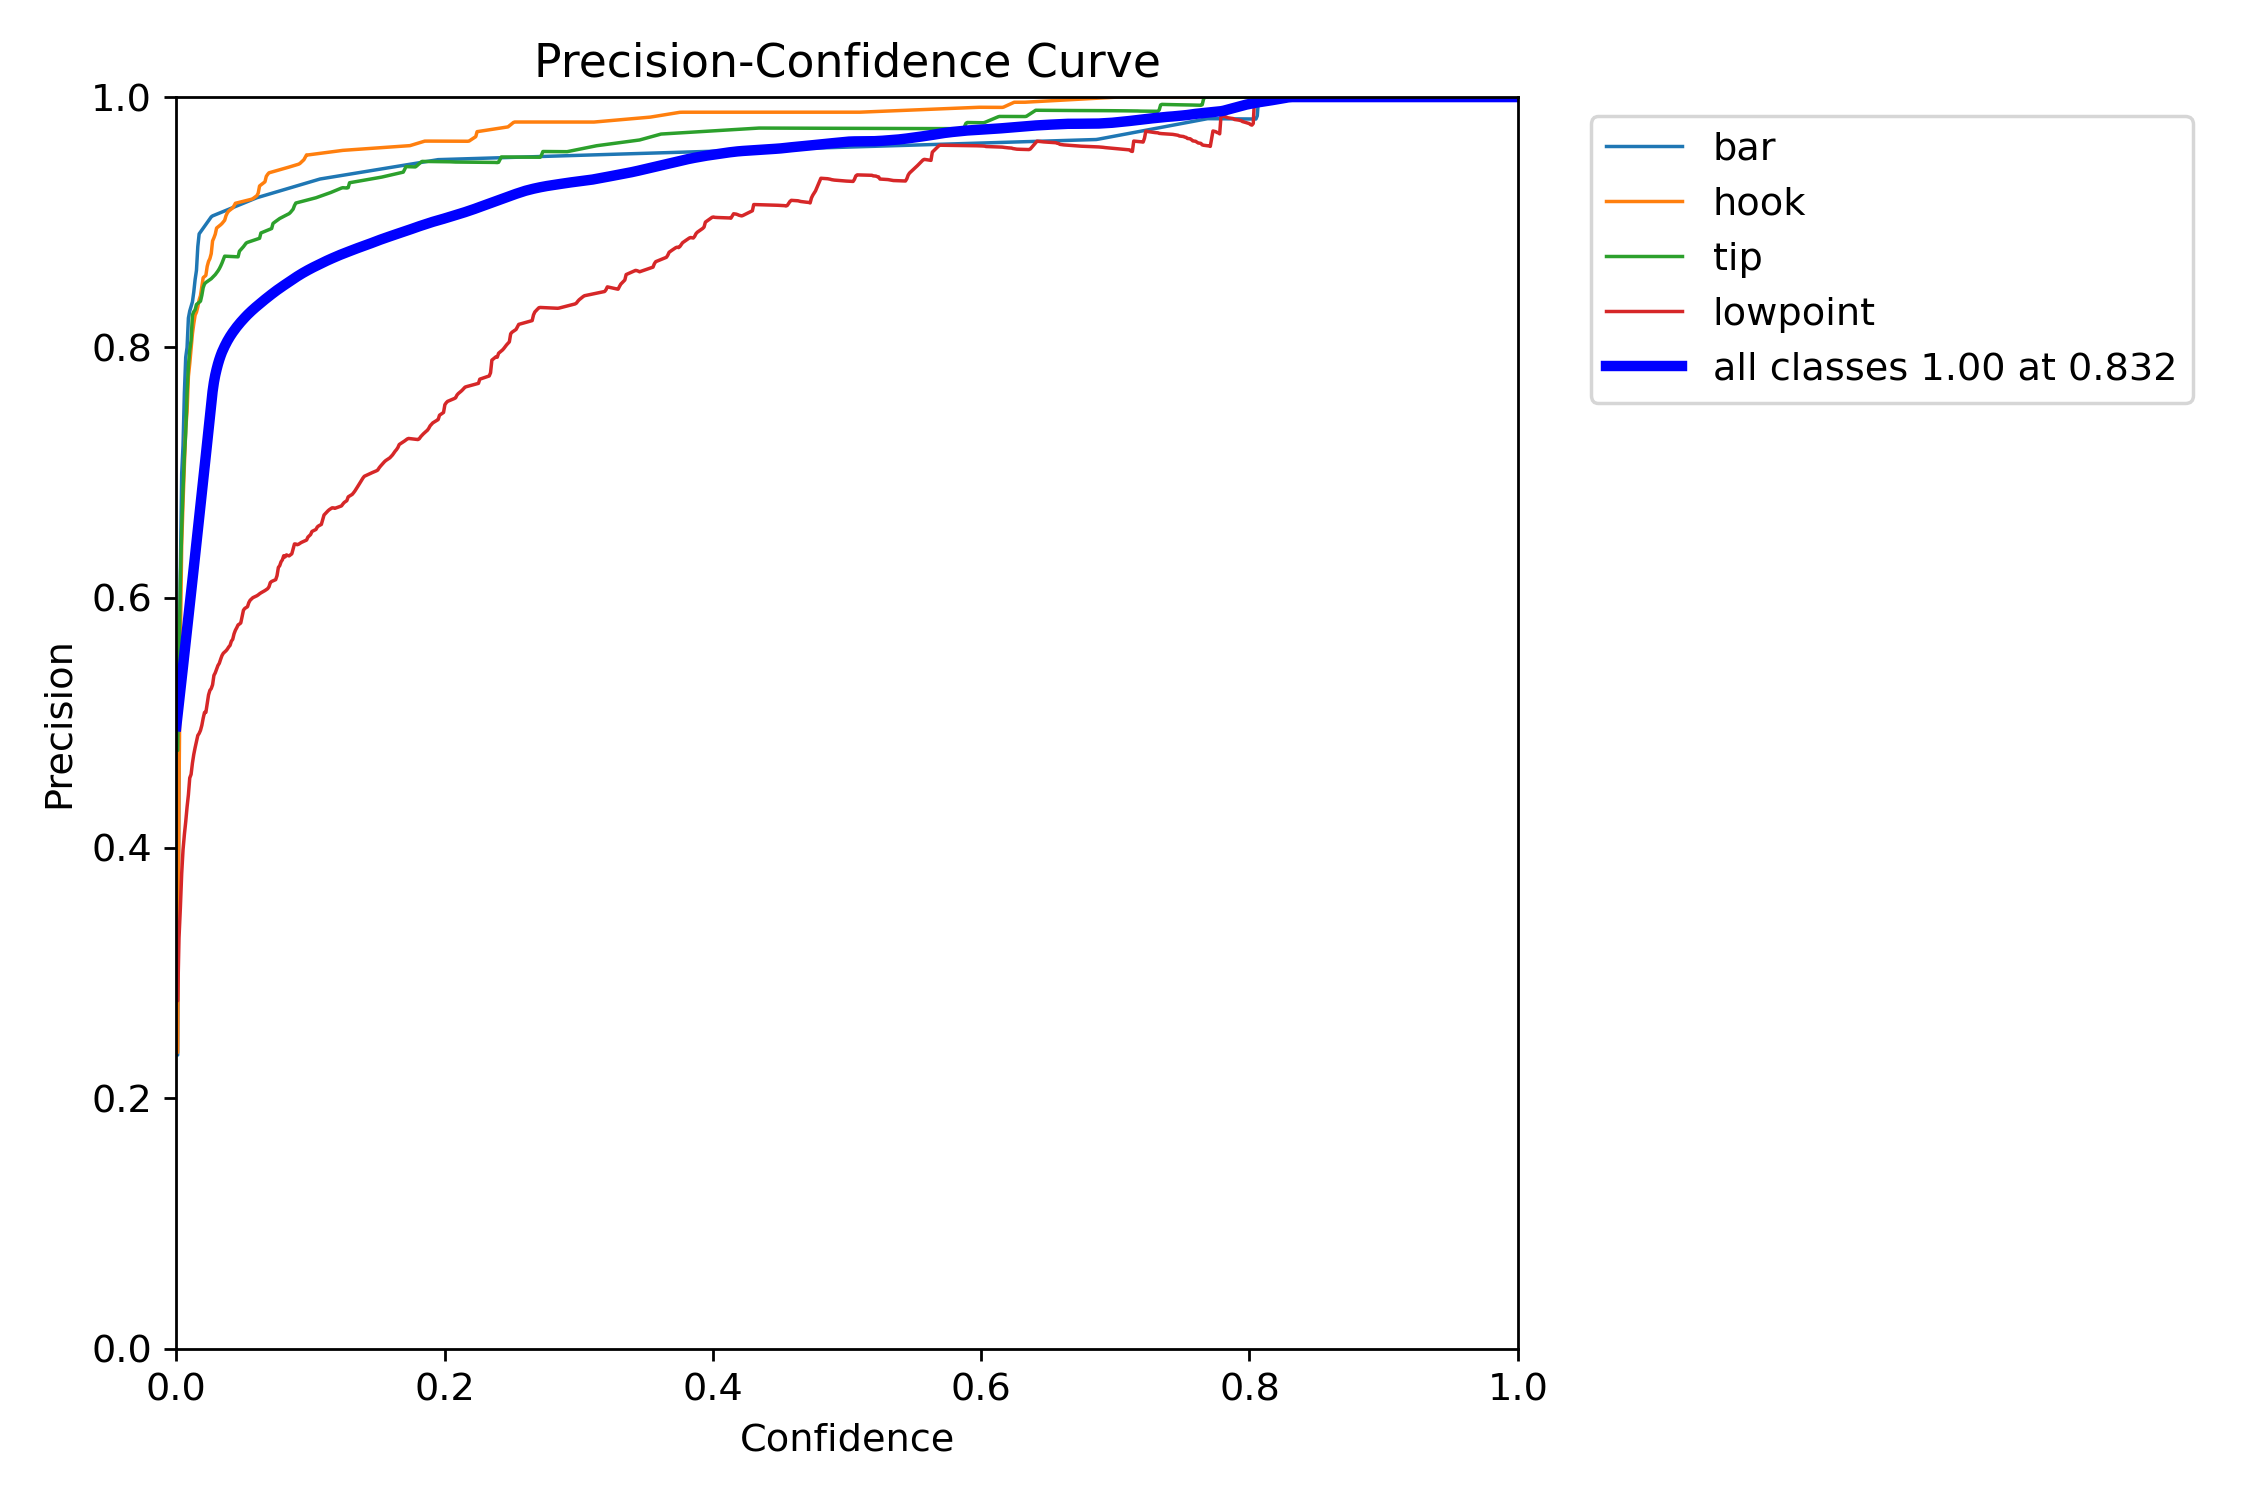 Precision-Confidence Curve
1.0
0.8
0.6
0.4
0.2
0.0
Precision
0.0 0.2 0.4 0.6 0.8 1.0
Confidence
bar
hook
tip
lowpoint
all classes 1.00 at 0.832